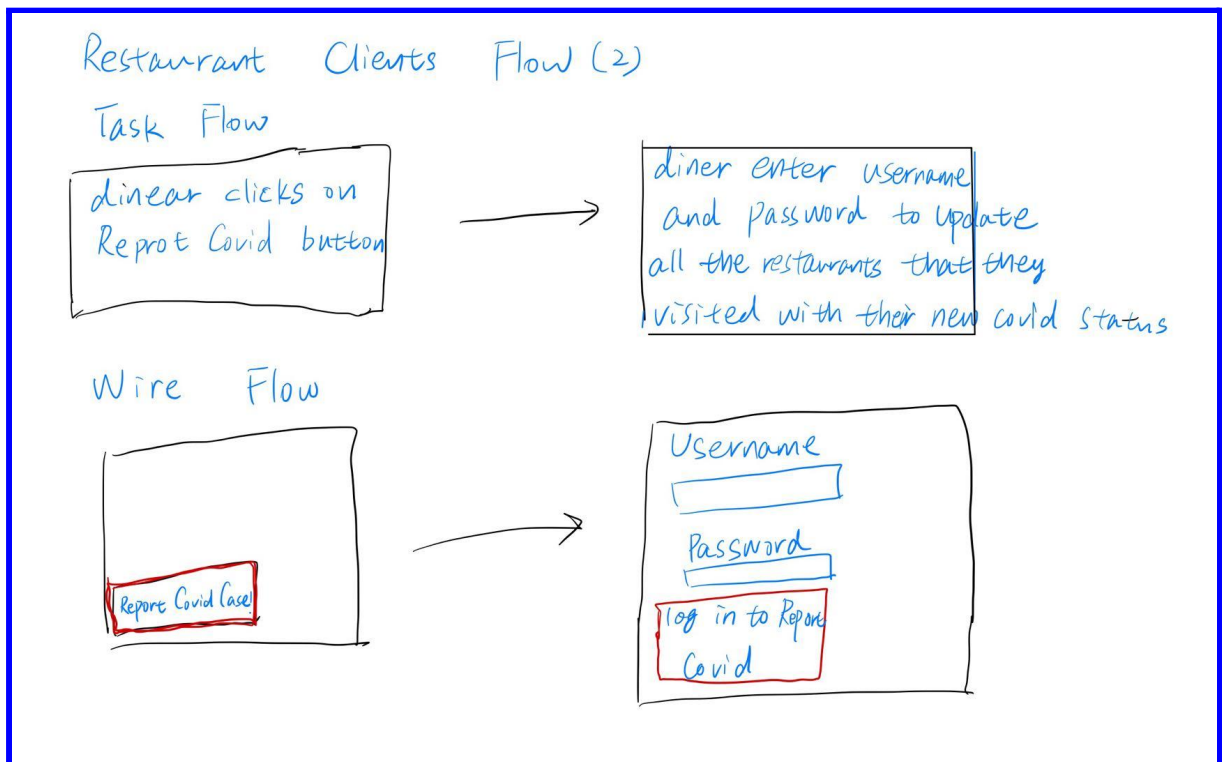 Restaurant Clients Flow (2)
Task Flow
dinear clicks on
Reprot Covid button
diner enter username
and password to update
all the restaurants that they
visited with their new covid status
Wire Flow
Report Covid Case!
Username
Password
log in to Report
Covid